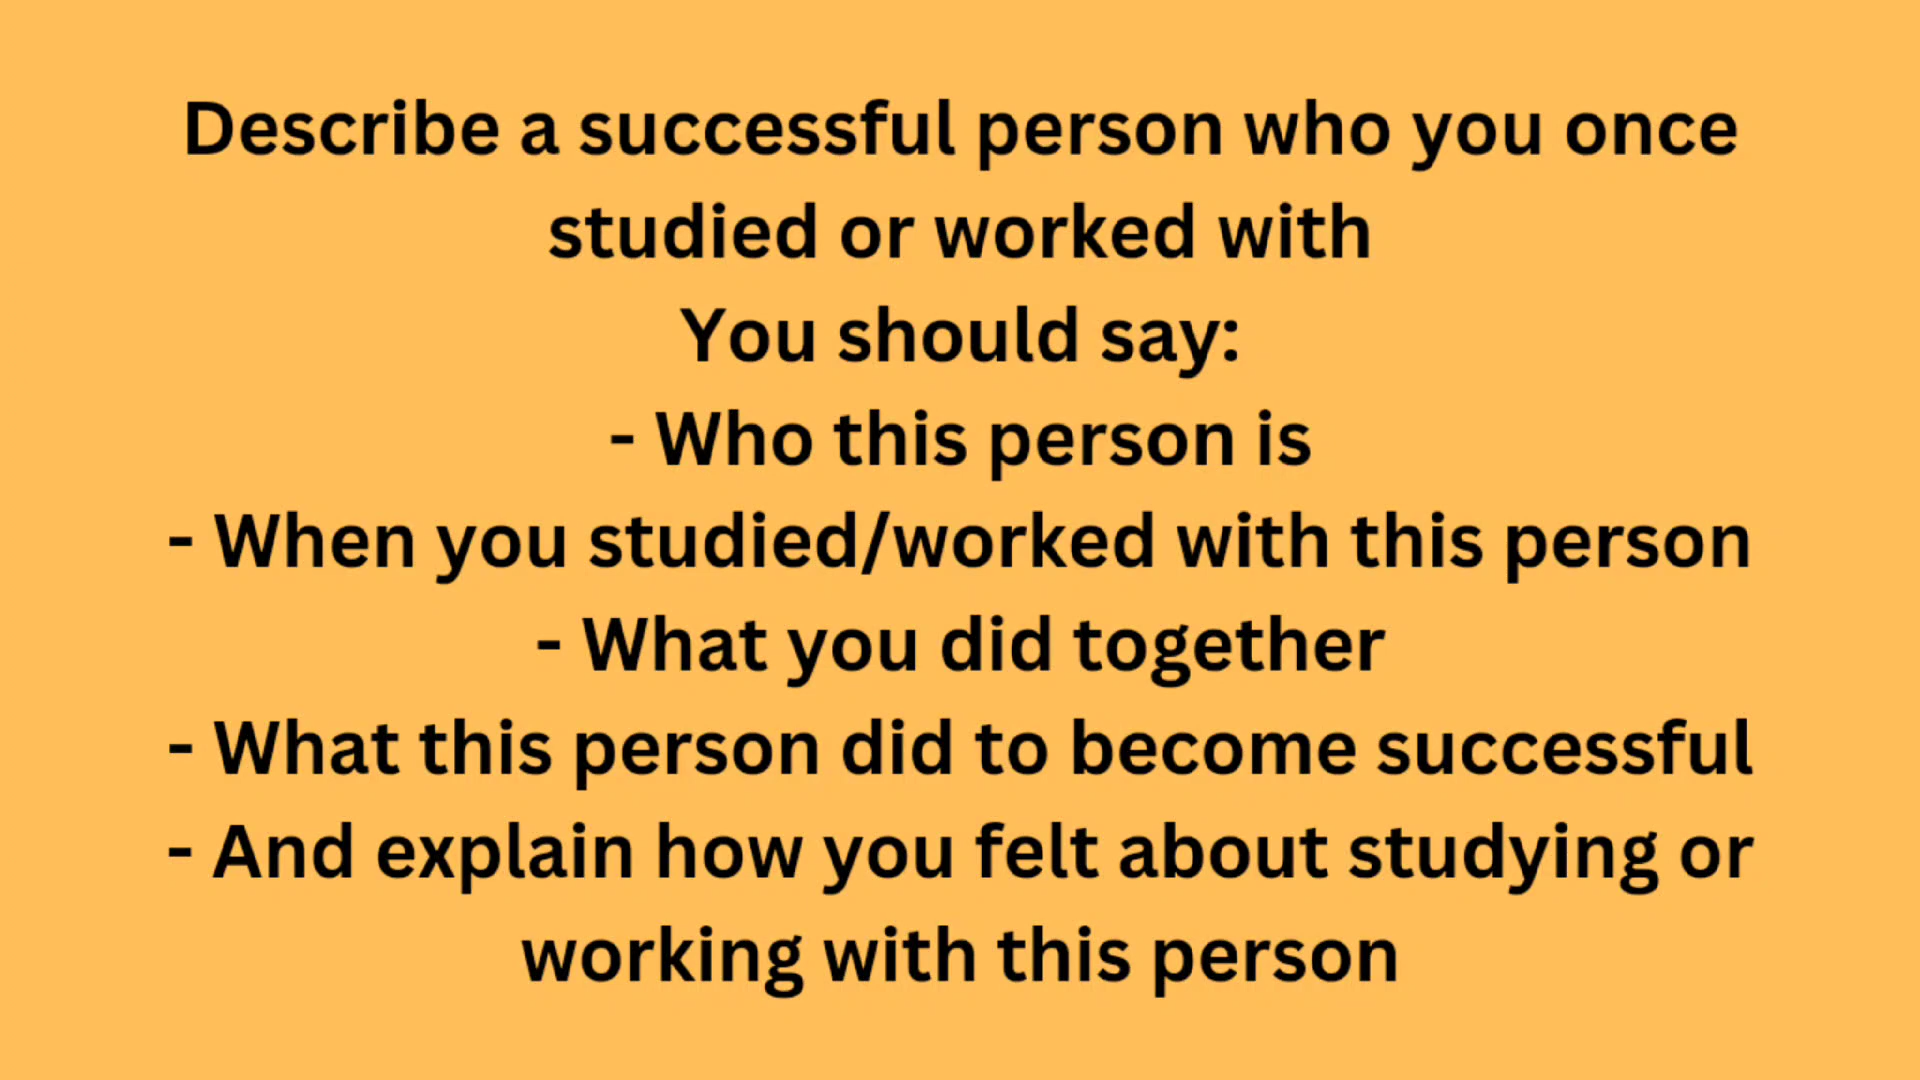 Describe a successful person who you once
studied or worked with
You should say:
- Who this person is
- When you studied/worked with this person
- What you did together
- What this person did to become successful
- And explain how you felt about studying or
working with this person